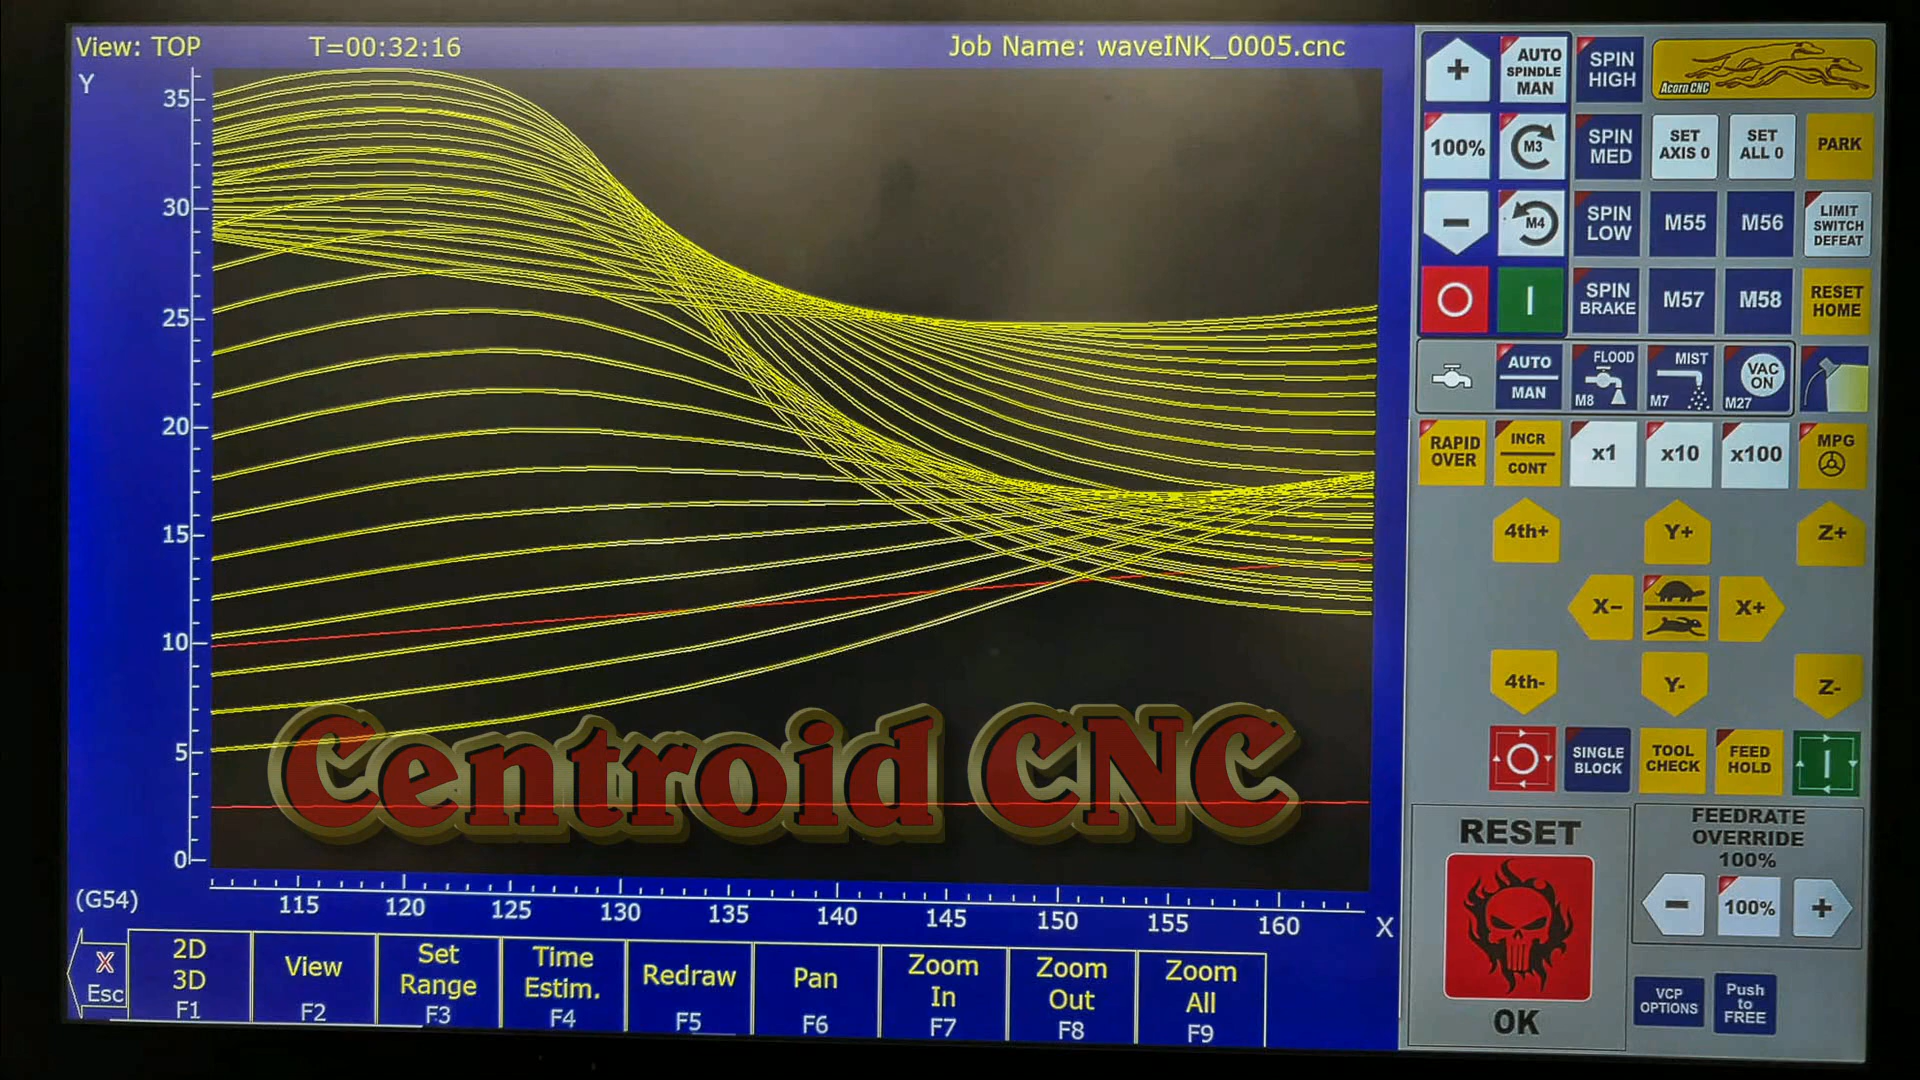 View: TOP
T=00:32:16
Job Name: waveINK_0005.cnc
Y
35
30
25
20
15
10
5
0
(G54)
115
120
125
130
135
140
145
150
155
160
X
Centroid CNC
X
Esc
2D
3D
F1
View
F2
Set
Range
F3
Time
Estim.
F4
Redraw
F5
Pan
F6
Zoom
In
F7
Zoom
Out
F8
Zoom
All
F9
+
AUTO
SPINDLE
MAN
SPIN
HIGH
Acorn CNC
100%
M3
SPIN
MED
SET
AXIS 0
SET
ALL 0
PARK
−
M4
SPIN
LOW
M55
M56
LIMIT
SWITCH
DEFEAT
SPIN
BRAKE
M57
M58
RESET
HOME
AUTO
MAN
FLOOD
M8
MIST
M7
VAC
ON
M27
RAPID
OVER
INCR
CONT
x1
x10
x100
MPG
4th+
Y+
Z+
X-
X+
4th-
Y-
Z-
SINGLE
BLOCK
TOOL
CHECK
FEED
HOLD
RESET
OK
FEEDRATE
OVERRIDE
100%
−
100%
+
VCP
OPTIONS
Push
to
FREE